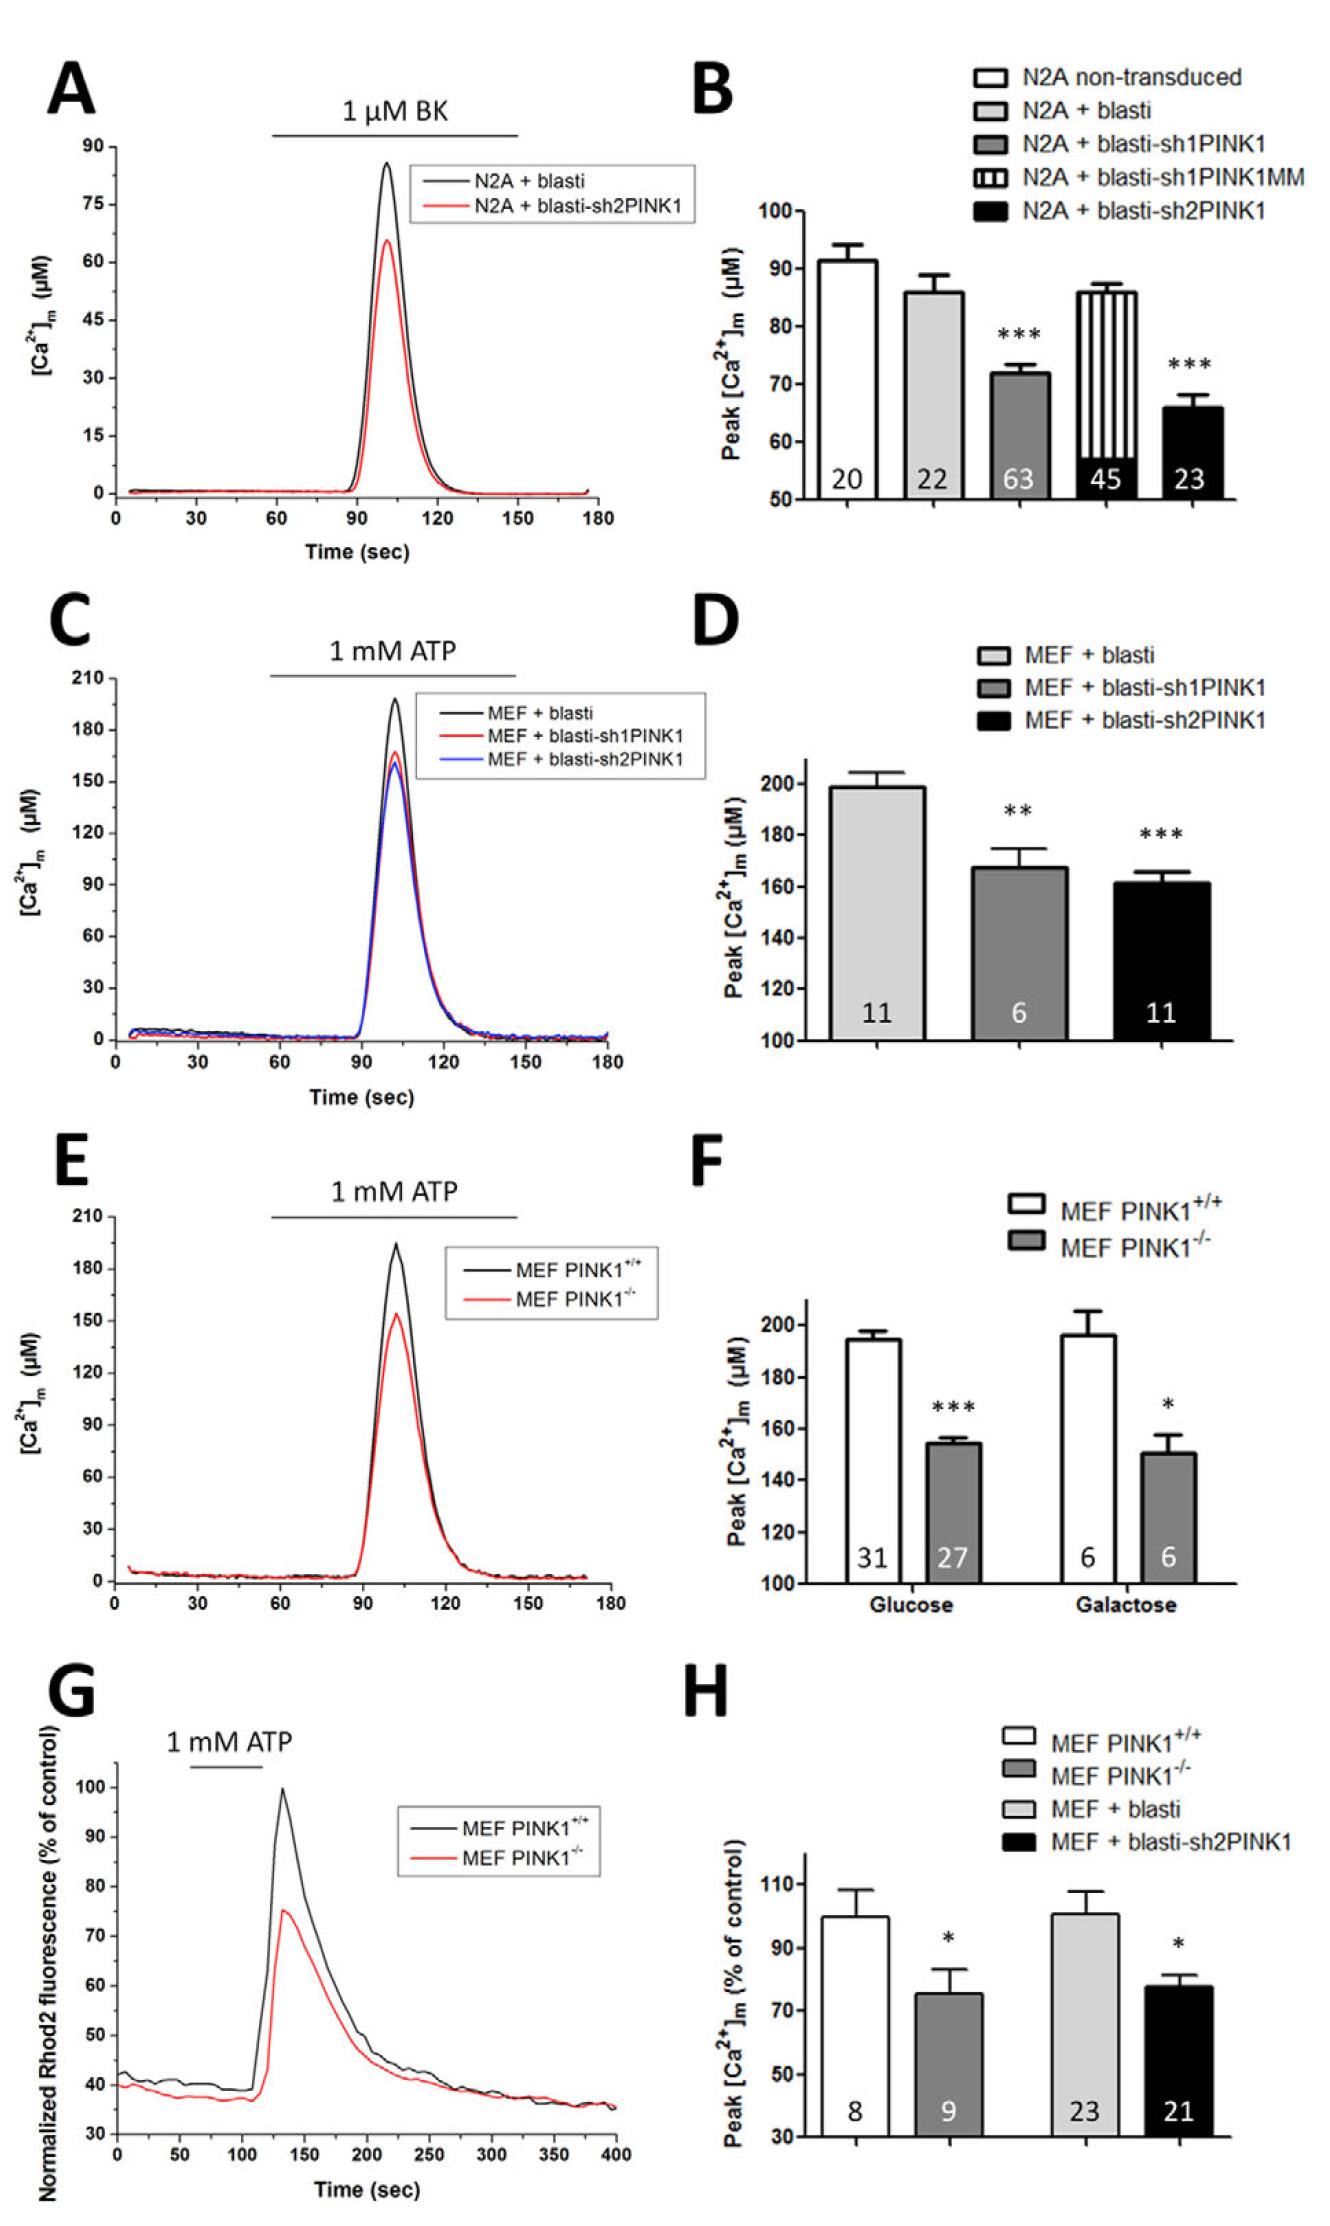 A
1 µM BK
90
75
60
45
30
15
0
[Ca2+]m (µM)
N2A + blasti
N2A + blasti-sh2PINK1
0 30 60 90 120 150 180
Time (sec)
B
N2A non-transduced
N2A + blasti
N2A + blasti-sh1PINK1
N2A + blasti-sh1PINK1MM
N2A + blasti-sh2PINK1
100
90
80
70
60
50
Peak [Ca2+]m (µM)
***
***
20 22 63 45 23
C
1 mM ATP
210
180
150
120
90
60
30
0
[Ca2+]m (µM)
MEF + blasti
MEF + blasti-sh1PINK1
MEF + blasti-sh2PINK1
0 30 60 90 120 150 180
Time (sec)
D
MEF + blasti
MEF + blasti-sh1PINK1
MEF + blasti-sh2PINK1
200
180
160
140
120
100
Peak [Ca2+]m (µM)
**
***
11 6 11
E
1 mM ATP
210
180
150
120
90
60
30
0
[Ca2+]m (µM)
MEF PINK1+/+
MEF PINK1-/-
0 30 60 90 120 150 180
F
MEF PINK1+/+
MEF PINK1-/-
200
180
160
140
120
100
Peak [Ca2+]m (µM)
***
*
31 27 6 6
Glucose Galactose
G
1 mM ATP
100
90
80
70
60
50
40
30
Normalized Rhod2 fluorescence (% of control)
MEF PINK1+/+
MEF PINK1-/-
0 50 100 150 200 250 300 350 400
Time (sec)
H
MEF PINK1+/+
MEF PINK1-/-
MEF + blasti
MEF + blasti-sh2PINK1
110
90
70
50
30
Peak [Ca2+]m (% of control)
*
*
8 9 23 21